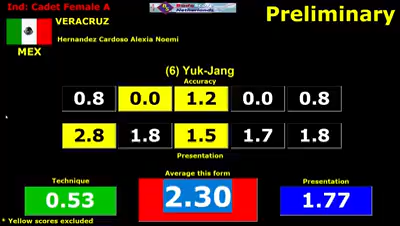 Ind: Cadet Female A
Preliminary
VERACRUZ
Hernandez Cardoso Alexia Noemi
MEX
(6) Yuk-Jang
Accuracy
0.8 0.0 1.2 0.0 0.8
2.8 1.8 1.5 1.7 1.8
Presentation
Technique Average this form Presentation
0.53 2.30 1.77
* Yellow scores excluded